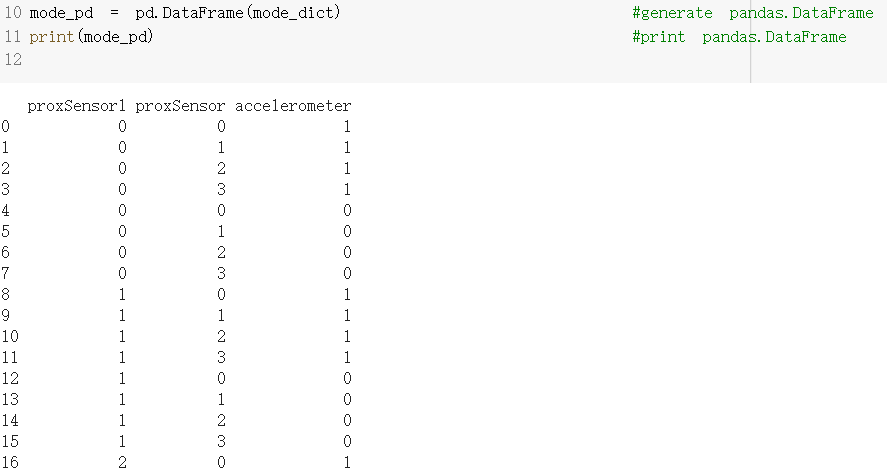 10 mode_pd = pd.DataFrame(mode_dict) #generate pandas.DataFrame
11 print(mode_pd) #print pandas.DataFrame
12
proxSensor1 proxSensor accelerometer
0 0 0 1
1 0 1 1
2 0 2 1
3 0 3 1
4 0 0 0
5 0 1 0
6 0 2 0
7 0 3 0
8 1 0 1
9 1 1 1
10 1 2 1
11 1 3 1
12 1 0 0
13 1 1 0
14 1 2 0
15 1 3 0
16 2 0 1